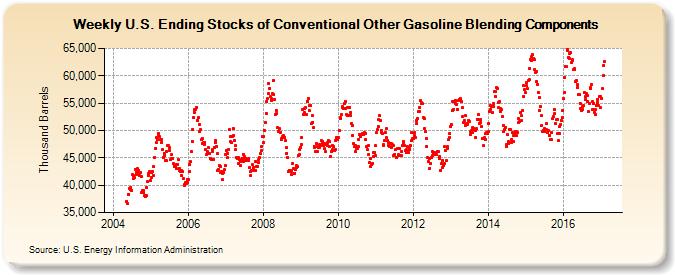 Weekly U.S. Ending Stocks of Conventional Other Gasoline Blending Components
Thousand Barrels
65,000
60,000
55,000
50,000
45,000
40,000
35,000
2004 2006 2008 2010 2012 2014 2016
Source: U.S. Energy Information Administration